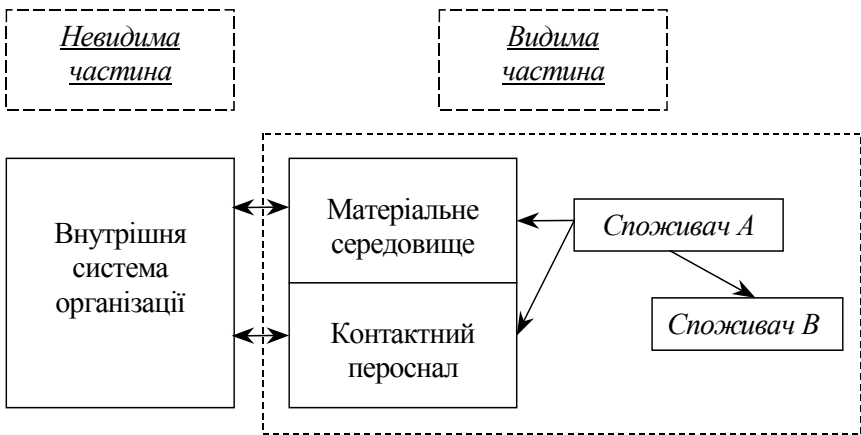 Невидима
частина
Видима
частина
Внутрішня
система
організації
Матеріальне
середовище
Контактний
пероснал
Споживач А
Споживач В